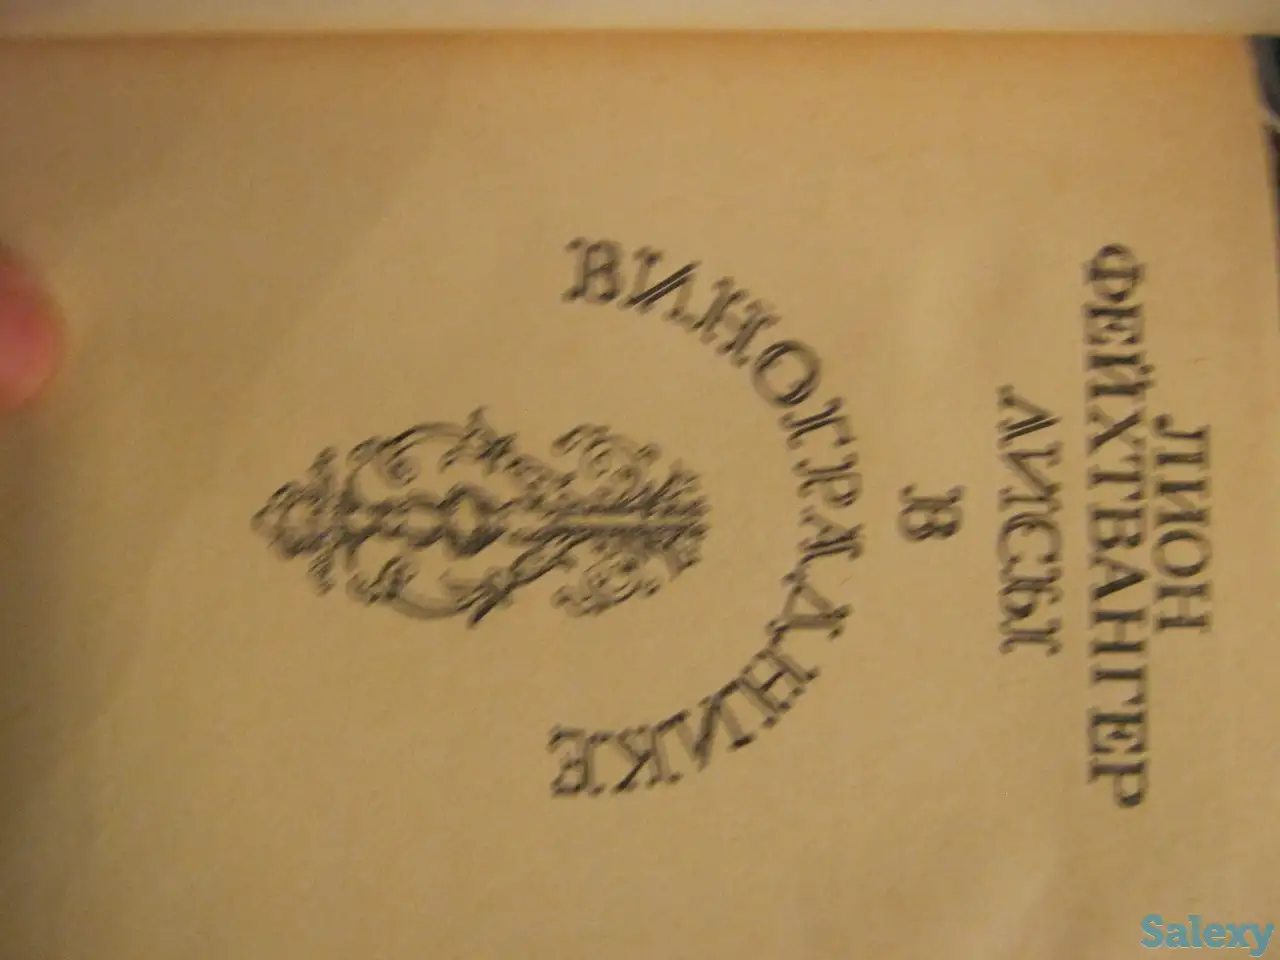 ЛИОН
ФЕЙХТВАНГЕР
ЛИСЫ
В
ВИНОГРАДНИКЕ
Salexy